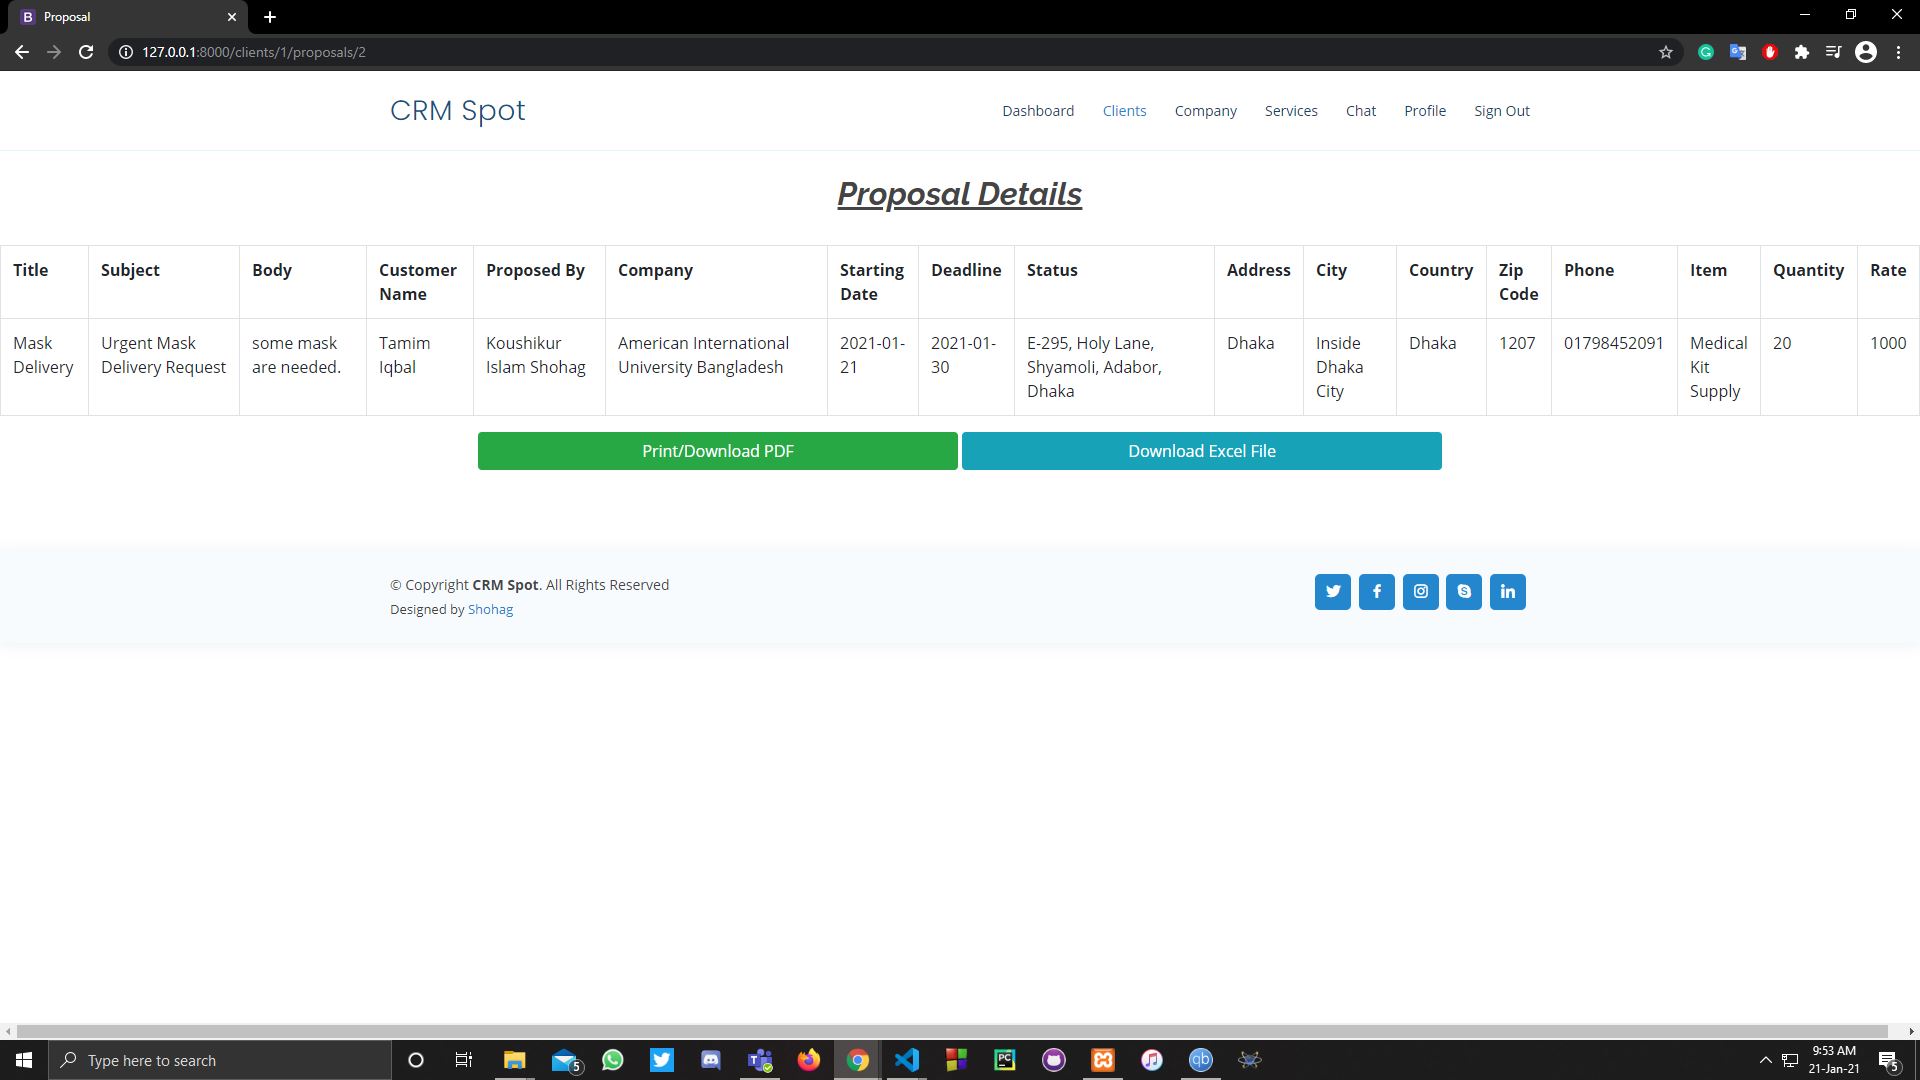 Proposal
127.0.0.1:8000/clients/1/proposals/2
CRM Spot
Dashboard Clients Company Services Chat Profile Sign Out
Proposal Details
Title Subject Body Customer Name Proposed By Company Starting Date Deadline Status Address City Country Zip Code Phone Item Quantity Rate
Mask Delivery Urgent Mask Delivery Request some mask are needed. Tamim Iqbal Koushikur Islam Shohag American International University Bangladesh 2021-01-21 2021-01-30 E-295, Holy Lane, Shyamoli, Adabor, Dhaka Dhaka Inside Dhaka City Dhaka 1207 01798452091 Medical Kit Supply 20 1000
Print/Download PDF Download Excel File
© Copyright CRM Spot. All Rights Reserved
Designed by Shohag
Type here to search
5
9:53 AM
21-Jan-21
5